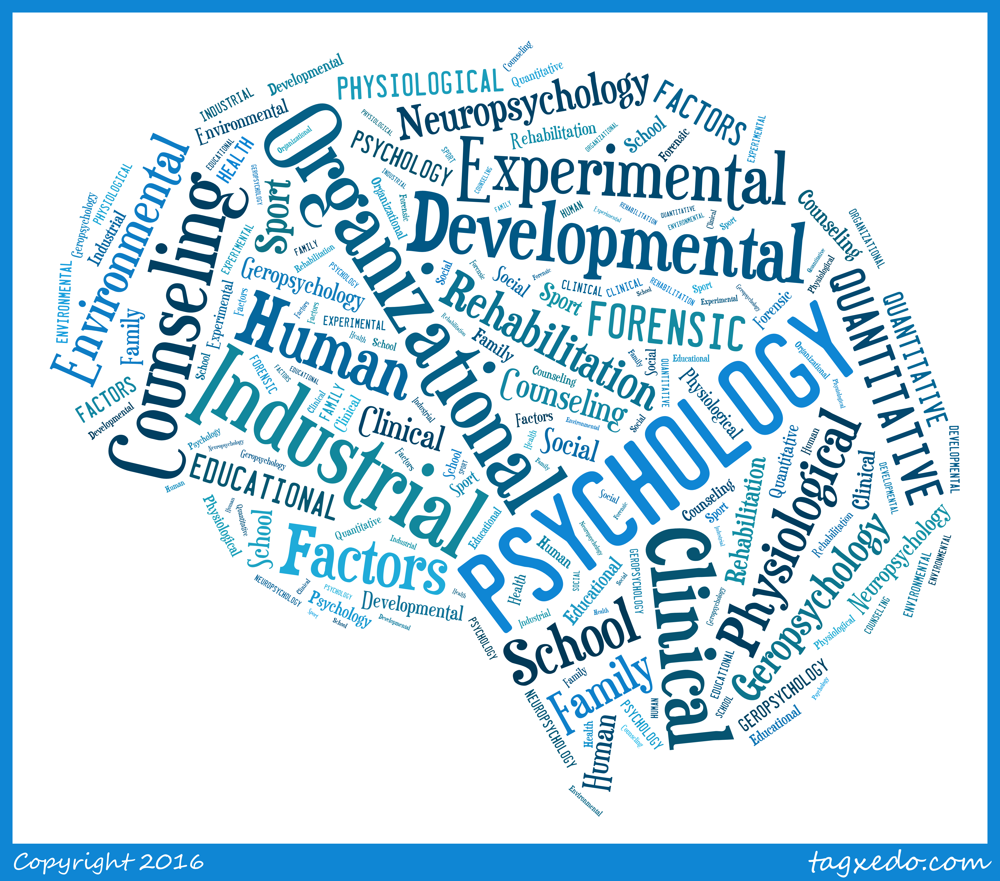 Counseling
Quantitative
PHYSIOLOGICAL
Developmental
INDUSTRIAL
Environmental
Neuropsychology
FACTORS
Organizational
Organizational
PHYSIOLOGICAL
PSYCHOLOGY
Rehabilitation
ORGANIZATIONAL
School
Forensic
EXPERIMENTAL
Environmental
EDUCATIONAL
HEALTH
GEROPSYCHOLOGY
SPORT
Experimental
PHYSIOLOGICAL
Geropsychology
Industrial
Counseling
Sport
INDUSTRIAL
COUNSELING
Organizational
Forensic
FAMILY
HUMAN
Experimental
REHABILITATION
QUANTITATIVE
ENVIRONMENTAL
Clinical
Sport
Developmental
Counseling
ORGANIZATIONAL
EXPERIMENTAL
FAMILY
Rehabilitation
PSYCHOLOGY
Geropsychology
Social
Forensic
Social
Forensic
Quantitative
Physiological
ENVIRONMENTAL
Family
Experimental
Factors
Human
Factors
Factors
EXPERIMENTAL
Health
School
Rehabilitation
Rehabilitation
Family
Sport
CLINICAL
CLINICAL
School
REHABILITATION
Sport
Experimental
Geropsychology
Forensic
FORENSIC
QUANTITATIVE
QUANTITATIVE
School
Industrial
FORENSIC
FACTORS
EDUCATIONAL
Clinical
FAMILY
Clinical
Clinical
Industrial
Counseling
Counseling
Family
Social
QUANTITATIVE
Educational
Physiological
PSYCHOLOGY
Organizational
Physiological
FACTORS
Developmental
Psychology
Neuropsychology
Geropsychology
Human
EDUCATIONAL
Factors
School
SPORT
Sport
Factors
Environmental
Health
Social
Social
Family
Quantitative
Human
Physiological
Clinical
DEVELOPMENTAL
DEVELOPMENTAL
Physiological
Human
Quantitative
School
Factors
Quantitative
Industrial
Educational
Social
Forensic
Neuropsychology
Counseling
Sport
Industrial
Rehabilitation
Clinical
Rehabilitation
Geropsychology
Neuropsychology
ENVIRONMENTAL
ENVIRONMENTAL
COUNSELING
Physiological
NEUROPSYCHOLOGY
Clinical
PSYCHOLOGY
Psychology
Sport
School
Developmental
Developmental
Health
Human
Health
SOCIAL
Educational
Social
GEROPSYCHOLOGY
Health
Industrial
PSYCHOLOGY
School
Geropsychology
Family
Family
EDUCATIONAL
SCHOOL
GEROPSYCHOLOGY
Psychology
Educational
NEUROPSYCHOLOGY
Health
Human
Counseling
PSYCHOLOGY
HUMAN
Environmental
Copyright 2016
tagxedo.com